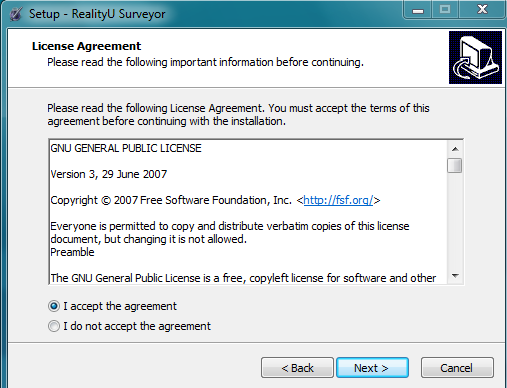 Setup - RealityU Surveyor
License Agreement
Please read the following important information before continuing.
Please read the following License Agreement. You must accept the terms of this
agreement before continuing with the installation.
GNU GENERAL PUBLIC LICENSE
Version 3, 29 June 2007
Copyright © 2007 Free Software Foundation, Inc. <http://fsf.org/>
Everyone is permitted to copy and distribute verbatim copies of this license
document, but changing it is not allowed.
Preamble
The GNU General Public License is a free, copyleft license for software and other
I accept the agreement
I do not accept the agreement
< Back
Next >
Cancel